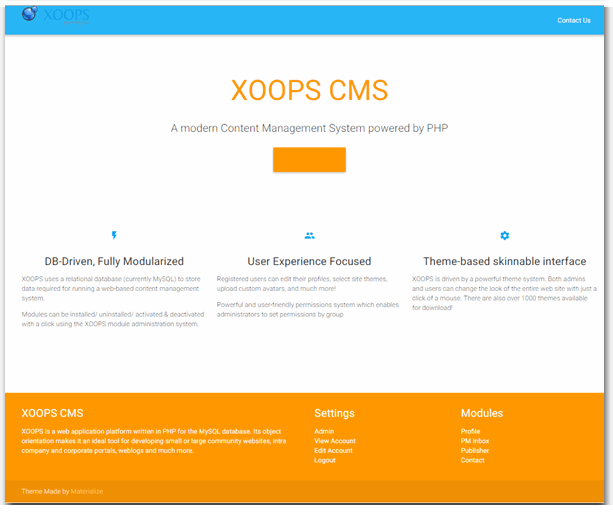 XOOPS
Contact Us
XOOPS CMS
A modern Content Management System powered by PHP
DB-Driven, Fully Modularized
XOOPS uses a relational database (currently MySQL) to store
data required for running a web-based content management
system.
Modules can be installed/ uninstalled/ activated & deactivated
with a click using the XOOPS module administration system.
User Experience Focused
Registered users can edit their profiles, select site themes,
upload custom avatars, and much more!
Powerful and user-friendly permissions system which enables
administrators to set permissions by group
Theme-based skinnable interface
XOOPS is driven by a powerful theme system. Both admins
and users can change the look of the entire web site with just a
click of a mouse. There are also over 1000 themes available
for download!
XOOPS CMS
XOOPS is a web application platform written in PHP for the MySQL database. Its object
orientation makes it an ideal tool for developing small or large community websites, intra
company and corporate portals, weblogs and much more.
Settings
Admin
View Account
Edit Account
Logout
Modules
Profile
PM Inbox
Publisher
Contact
Theme Made by Materialize